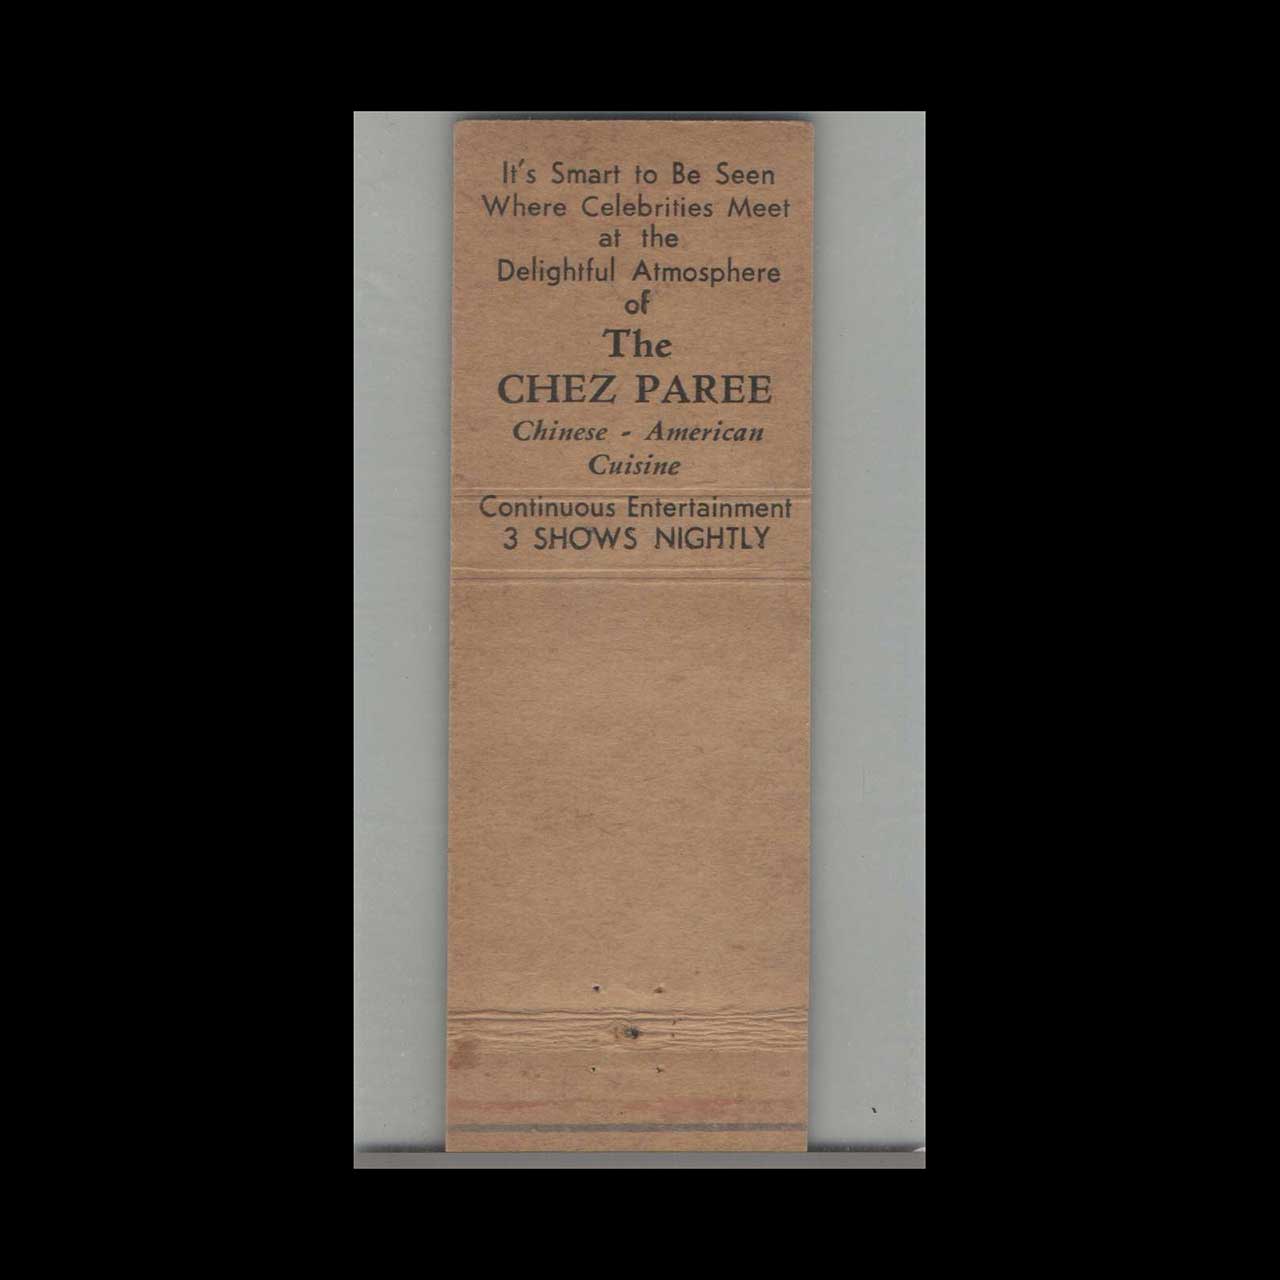 It's Smart to Be Seen
Where Celebrities Meet
at the
Delightful Atmosphere
of
The
CHEZ PAREE
Chinese - American
Cuisine
Continuous Entertainment
3 SHOWS NIGHTLY